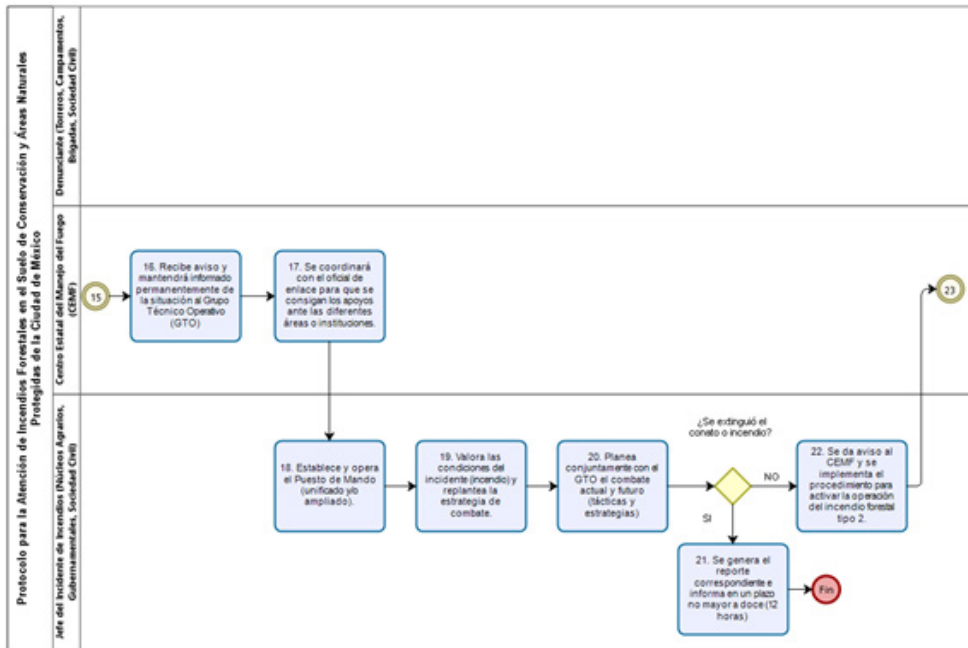 Protocolo para la Atención de Incendios Forestales en el Suelo de Conservación y Áreas Naturales
Protegidas de la Ciudad de México
Denunciante (Torreros, Campamentos,
Brigadas, Sociedad Civil)
Centro Estatal del Manejo del Fuego
(CEMF)
15
16. Recibe aviso y
mantendrá informado
permanentemente de
la situación al Grupo
Técnico Operativo
(GTO)
17. Se coordinará
con el oficial de
enlace para que se
consigan los apoyos
ante las diferentes
áreas o instituciones.
23
Jefe del Incidente de Incendios (Núcleos Agrarios,
Gubernamentales, Sociedad Civil)
18. Establece y opera
el Puesto de Mando
(unificado y/o
ampliado).
19. Valora las
condiciones del
incidente (incendio) y
replantea la
estrategia de
combate.
20. Planea
conjuntamente con el
GTO el combate
actual y futuro
(tácticas y
estrategias)
¿Se extinguió el
conato o incendio?
NO
SI
22. Se da aviso al
CEMF y se
implementa el
procedimiento para
activar la operación
del incendio forestal
tipo 2.
21. Se genera el
reporte
correspondiente e
informa en un plazo
no mayor a doce (12
horas)
Fin